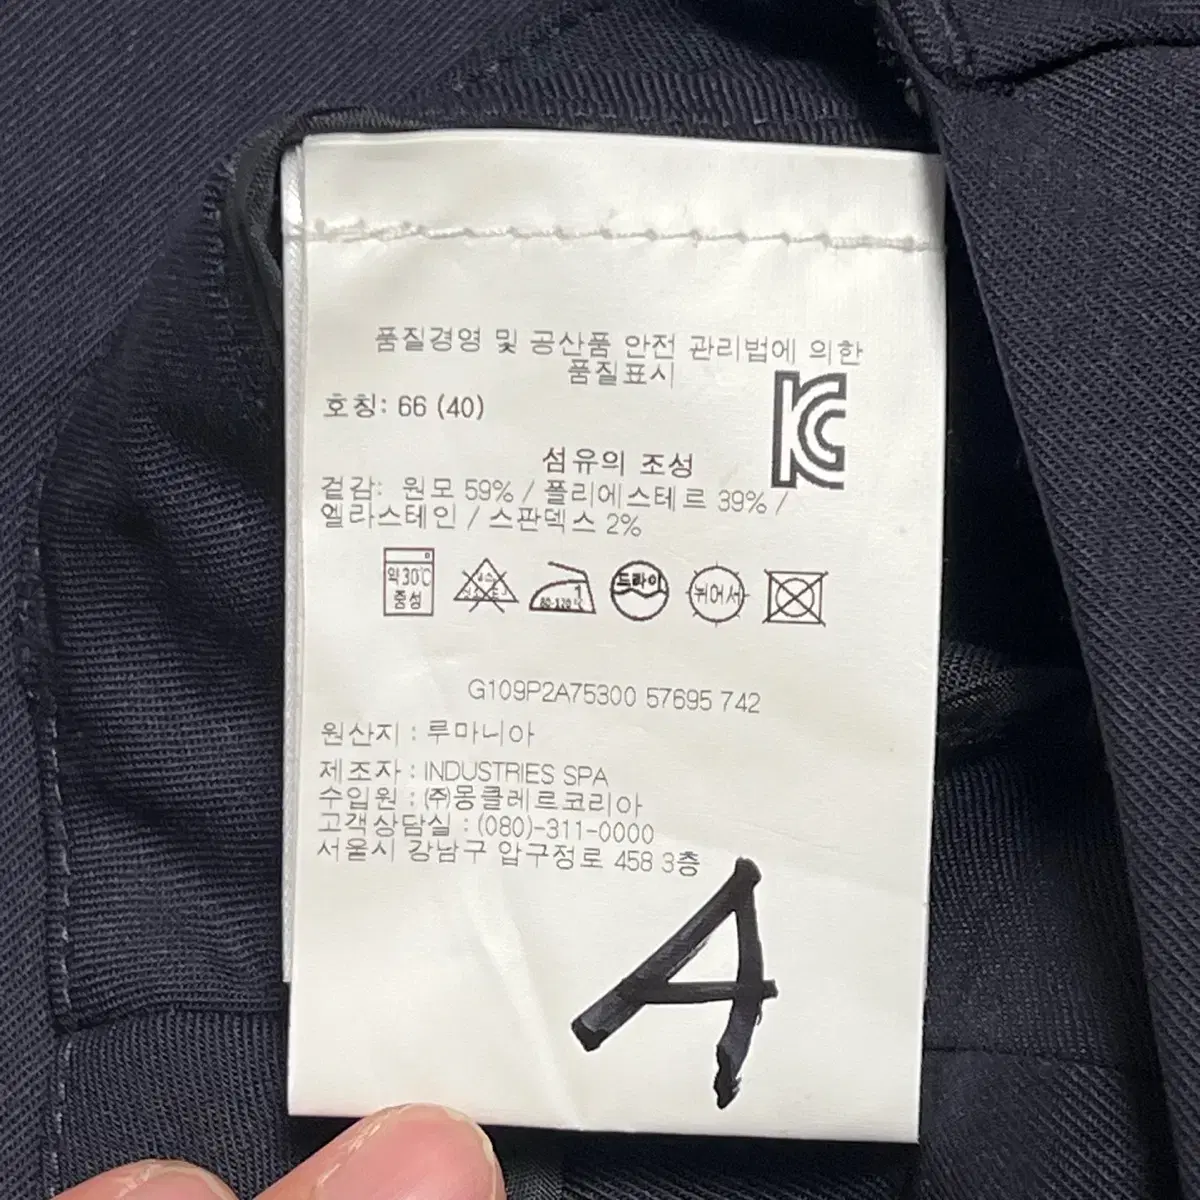 품질경영 및 공산품 안전 관리법에 의한
품질표시
호칭: 66 (40)
KC
섬유의 조성
겉감: 원모 59% / 폴리에스테르 39% /
엘라스테인 / 스판덱스 2%
약30℃ 중성
1 80-120℃
드라이
뉘어서
G109P2A75300 57695 742
원산지 : 루마니아
제조자 : INDUSTRIES SPA
수입원 : ㈜몽클레르코리아
고객상담실 : (080)-311-0000
서울시 강남구 압구정로 458 3층
A